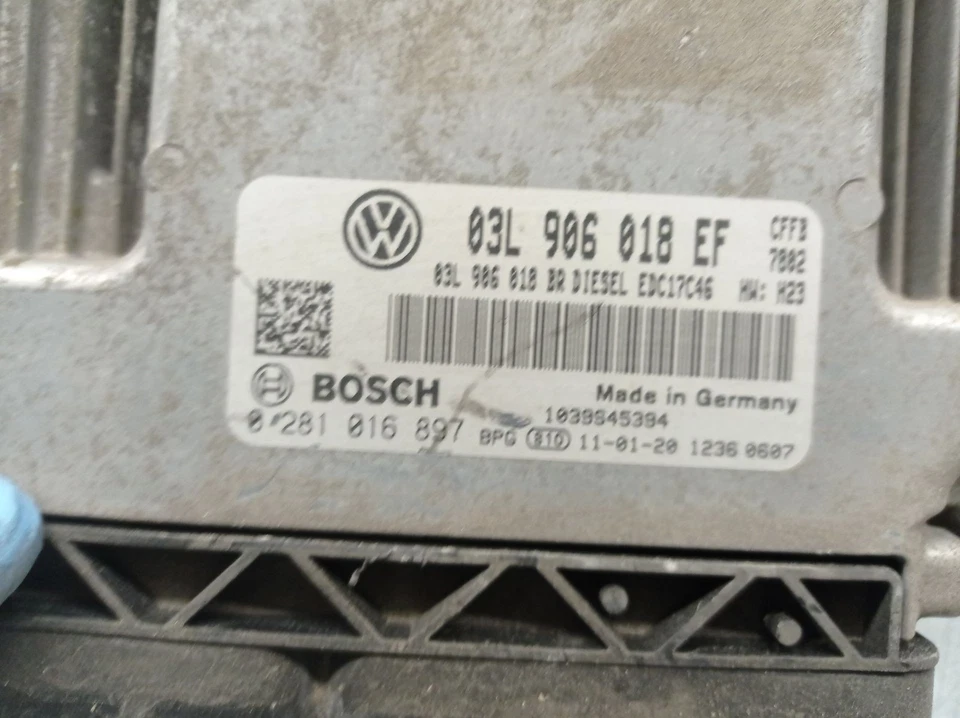 03L 906 018 EF CFFB
7802
03L 906 018 BR DIESEL EDC17C46 HW: H23
BOSCH Made in Germany
1039S45394
0 281 016 897 BPG 810 11-01-20 1236 0607